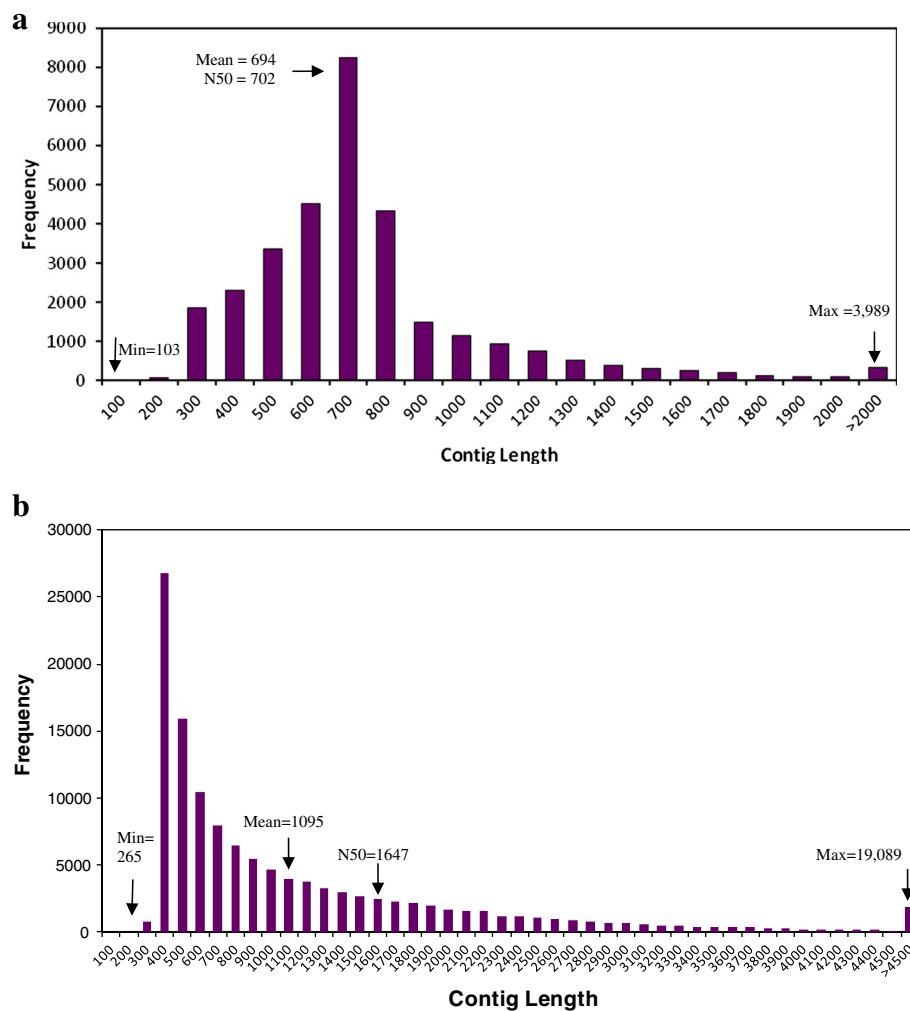 a
9000
8000
7000
6000
5000
4000
3000
2000
1000
0
Frequency
Mean = 694
N50 = 702
Min=103
Max =3,989
100 200 300 400 500 600 700 800 900 1000 1100 1200 1300 1400 1500 1600 1700 1800 1900 2000 >2000
Contig Length
b
30000
25000
20000
15000
10000
5000
0
Frequency
Min=
265
Mean=1095
N50=1647
Max=19,089
100 200 300 400 500 600 700 800 900 1000 1100 1200 1300 1400 1500 1600 1700 1800 1900 2000 2100 2200 2300 2400 2500 2600 2700 2800 2900 3000 3100 3200 3300 3400 3500 3600 3700 3800 3900 4000 4100 4200 4300 4400 4500 >4500
Contig Length